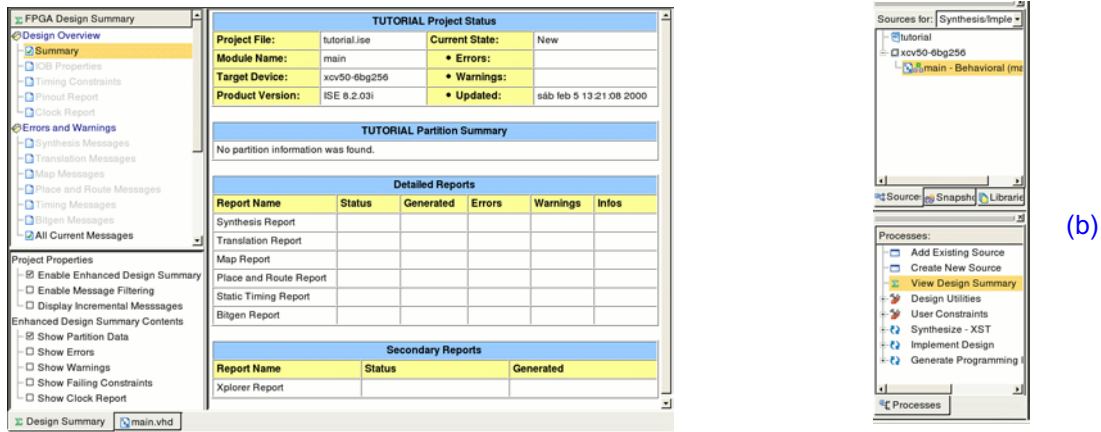 FPGA Design Summary
Design Overview
Summary
IOB Properties
Timing Constraints
Pinout Report
Clock Report
Errors and Warnings
Synthesis Messages
Translation Messages
Map Messages
Place and Route Messages
Timing Messages
Bitgen Messages
All Current Messages
Project Properties
Enable Enhanced Design Summary
Enable Message Filtering
Display Incremental Messsages
Enhanced Design Summary Contents
Show Partition Data
Show Errors
Show Warnings
Show Failing Constraints
Show Clock Report
Design Summary main.vhd
TUTORIAL Project Status
Project File: tutorial.ise Current State: New
Module Name: main • Errors:
Target Device: xcv50-6bg256 • Warnings:
Product Version: ISE 8.2.03i • Updated: sáb feb 5 13:21:08 2000
TUTORIAL Partition Summary
No partition information was found.
Detailed Reports
Report Name Status Generated Errors Warnings Infos
Synthesis Report
Translation Report
Map Report
Place and Route Report
Static Timing Report
Bitgen Report
Secondary Reports
Report Name Status Generated
Xplorer Report
Sources for: Synthesis/Imple
tutorial
xcv50-6bg256
main - Behavioral (ma
Source Snapsho Librarie
Processes:
Add Existing Source
Create New Source
View Design Summary
Design Utilities
User Constraints
Synthesize - XST
Implement Design
Generate Programming
Processes
(b)